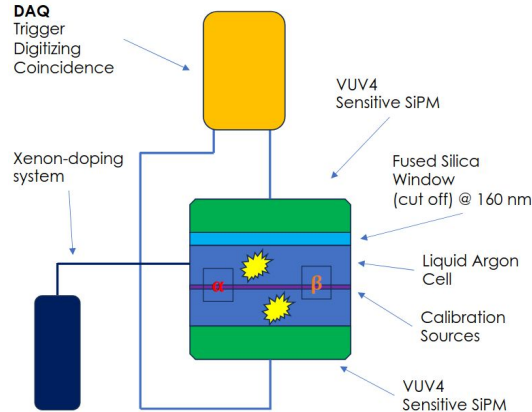 DAQ
Trigger
Digitizing
Coincidence
VUV4
Sensitive SiPM
Xenon-doping
system
Fused Silica
Window
(cut off) @ 160 nm
Liquid Argon
Cell
α
β
Calibration
Sources
VUV4
Sensitive SiPM